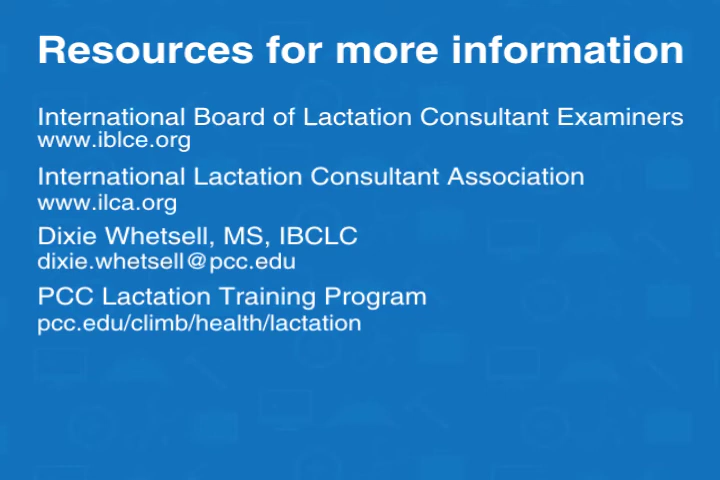 Resources for more information
International Board of Lactation Consultant Examiners
www.iblce.org
International Lactation Consultant Association
www.ilca.org
Dixie Whetsell, MS, IBCLC
dixie.whetsell@pcc.edu
PCC Lactation Training Program
pcc.edu/climb/health/lactation